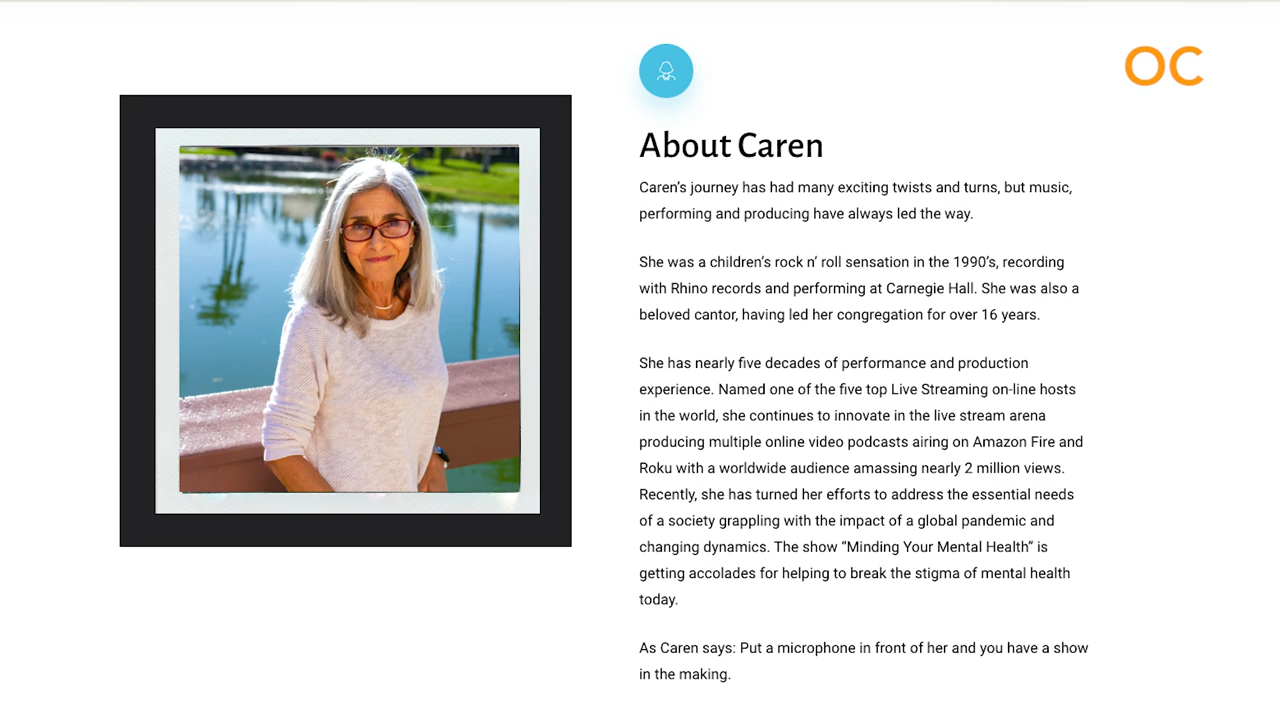 OC
About Caren
Caren’s journey has had many exciting twists and turns, but music,
performing and producing have always led the way.
She was a children’s rock n’ roll sensation in the 1990’s, recording
with Rhino records and performing at Carnegie Hall. She was also a
beloved cantor, having led her congregation for over 16 years.
She has nearly five decades of performance and production
experience. Named one of the five top Live Streaming on-line hosts
in the world, she continues to innovate in the live stream arena
producing multiple online video podcasts airing on Amazon Fire and
Roku with a worldwide audience amassing nearly 2 million views.
Recently, she has turned her efforts to address the essential needs
of a society grappling with the impact of a global pandemic and
changing dynamics. The show “Minding Your Mental Health” is
getting accolades for helping to break the stigma of mental health
today.
As Caren says: Put a microphone in front of her and you have a show
in the making.